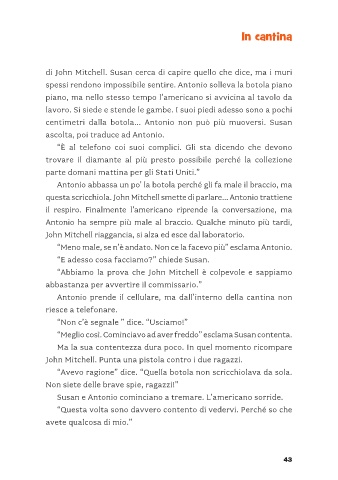 In cantina
di John Mitchell. Susan cerca di capire quello che dice, ma i muri
spessi rendono impossibile sentire. Antonio solleva la botola piano
piano, ma nello stesso tempo l'americano si avvicina al tavolo da
lavoro. Si siede e stende le gambe. I suoi piedi adesso sono a pochi
centimetri dalla botola... Antonio non può più muoversi. Susan
ascolta, poi traduce ad Antonio.
"È al telefono coi suoi complici. Gli sta dicendo che devono
trovare il diamante al più presto possibile perché la collezione
parte domani mattina per gli Stati Uniti."
Antonio abbassa un po' la botola perché gli fa male il braccio, ma
questa scricchiola. John Mitchell smette di parlare... Antonio trattiene
il respiro. Finalmente l'americano riprende la conversazione, ma
Antonio ha sempre più male al braccio. Qualche minuto più tardi,
John Mitchell riaggancia, si alza ed esce dal laboratorio.
"Meno male, se n'è andato. Non ce la facevo più" esclama Antonio.
"E adesso cosa facciamo?" chiede Susan.
"Abbiamo la prova che John Mitchell è colpevole e sappiamo
abbastanza per avvertire il commissario."
Antonio prende il cellulare, ma dall'interno della cantina non
riesce a telefonare.
"Non c'è segnale " dice. "Usciamo!"
"Meglio così. Cominciavo ad aver freddo" esclama Susan contenta.
Ma la sua contentezza dura poco. In quel momento ricompare
John Mitchell. Punta una pistola contro i due ragazzi.
"Avevo ragione" dice. "Quella botola non scricchiolava da sola.
Non siete delle brave spie, ragazzi!"
Susan e Antonio cominciano a tremare. L'americano sorride.
"Questa volta sono davvero contento di vedervi. Perché so che
avete qualcosa di mio."
43